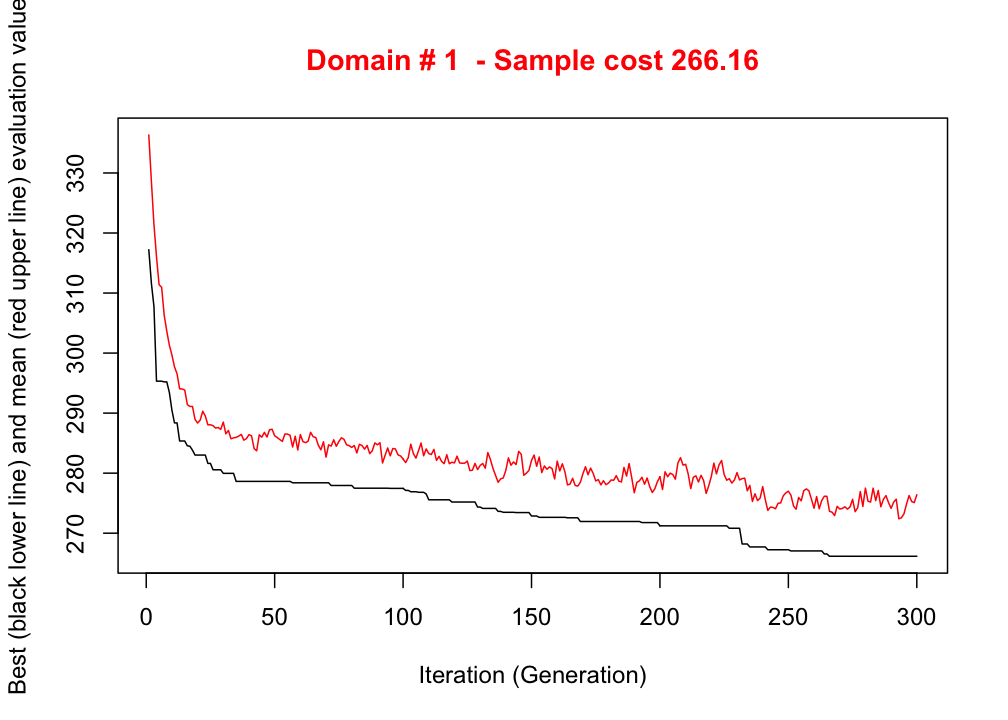 Domain # 1  - Sample cost 266.16
Best (black lower line) and mean (red upper line) evaluation value
330
320
310
300
290
280
270
0 50 100 150 200 250 300
Iteration (Generation)